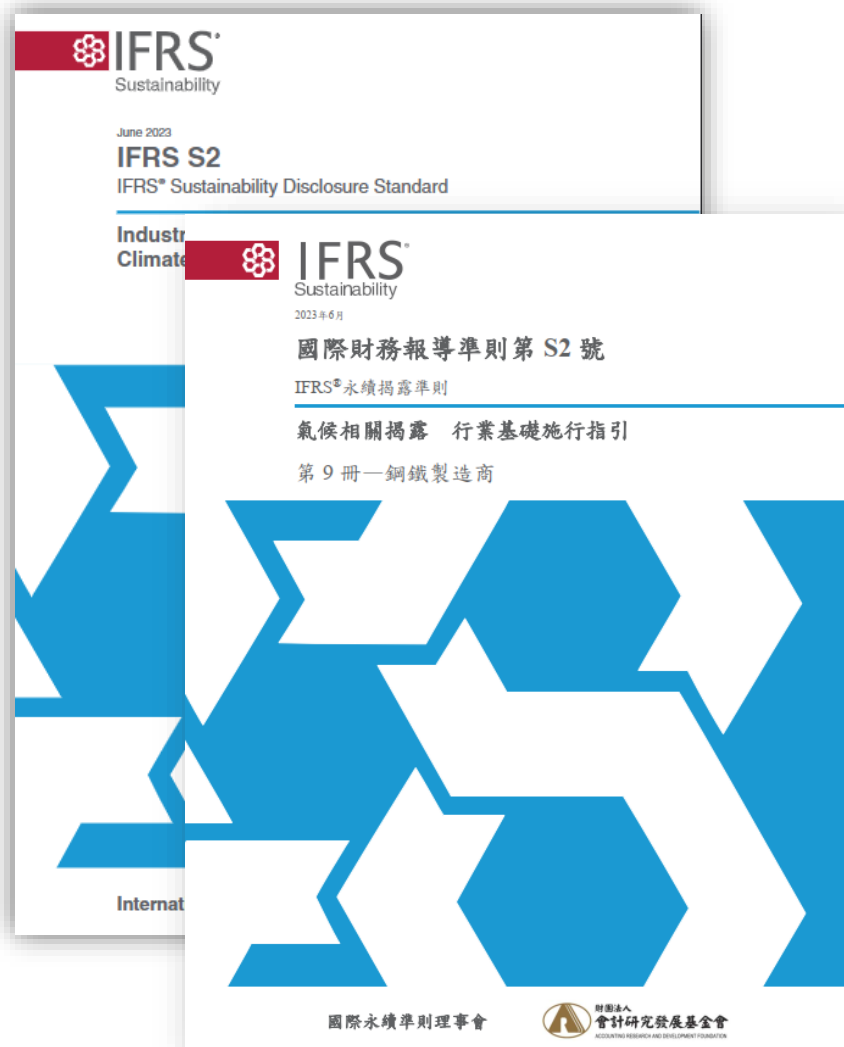 IFRS
Sustainability
June 2023
IFRS S2
IFRS® Sustainability Disclosure Standard
Climate
IFRS
Sustainability
2023年6月
國際財務報導準則第 S2 號
IFRS®永續揭露準則
氣候相關揭露 行業基礎施行指引
第 9 冊—鋼鐵製造商
國際永續準則理事會
財團法人
會計研究發展基金會
ACCOUNTING RESEARCH AND DEVELOPMENT FOUNDATION